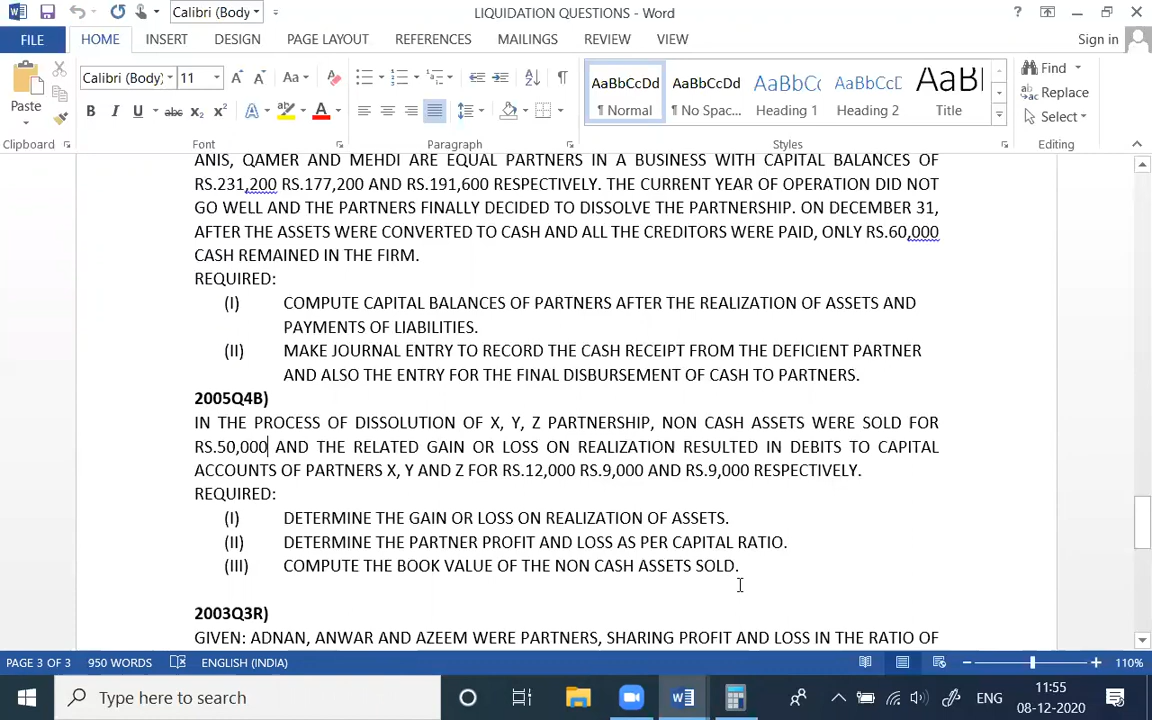 LIQUIDATION QUESTIONS - Word
Calibri (Body
?
FILE
HOME
INSERT
DESIGN
PAGE LAYOUT
REFERENCES
MAILINGS
REVIEW
VIEW
Sign in
Paste
Calibri (Body)
11
Aa
B I U abc x₂ x²
A
AaBbCcDd
¶ Normal
AaBbCcDd
¶ No Spac...
AaBbC(
Heading 1
AaBbCcE
Heading 2
AaBl
Title
Find
Replace
Select
Clipboard
Font
Paragraph
Styles
Editing
ANIS, QAMER AND MEHDI ARE EQUAL PARTNERS IN A BUSINESS WITH CAPITAL BALANCES OF
RS.231,200 RS.177,200 AND RS.191,600 RESPECTIVELY. THE CURRENT YEAR OF OPERATION DID NOT
GO WELL AND THE PARTNERS FINALLY DECIDED TO DISSOLVE THE PARTNERSHIP. ON DECEMBER 31,
AFTER THE ASSETS WERE CONVERTED TO CASH AND ALL THE CREDITORS WERE PAID, ONLY RS.60,000
CASH REMAINED IN THE FIRM.
REQUIRED:
(I) COMPUTE CAPITAL BALANCES OF PARTNERS AFTER THE REALIZATION OF ASSETS AND
PAYMENTS OF LIABILITIES.
(II) MAKE JOURNAL ENTRY TO RECORD THE CASH RECEIPT FROM THE DEFICIENT PARTNER
AND ALSO THE ENTRY FOR THE FINAL DISBURSEMENT OF CASH TO PARTNERS.
2005Q4B)
IN THE PROCESS OF DISSOLUTION OF X, Y, Z PARTNERSHIP, NON CASH ASSETS WERE SOLD FOR
RS.50,000 AND THE RELATED GAIN OR LOSS ON REALIZATION RESULTED IN DEBITS TO CAPITAL
ACCOUNTS OF PARTNERS X, Y AND Z FOR RS.12,000 RS.9,000 AND RS.9,000 RESPECTIVELY.
REQUIRED:
(I) DETERMINE THE GAIN OR LOSS ON REALIZATION OF ASSETS.
(II) DETERMINE THE PARTNER PROFIT AND LOSS AS PER CAPITAL RATIO.
(III) COMPUTE THE BOOK VALUE OF THE NON CASH ASSETS SOLD.
2003Q3R)
GIVEN: ADNAN, ANWAR AND AZEEM WERE PARTNERS, SHARING PROFIT AND LOSS IN THE RATIO OF
PAGE 3 OF 3
950 WORDS
ENGLISH (INDIA)
110%
Type here to search
ENG
11:55
08-12-2020